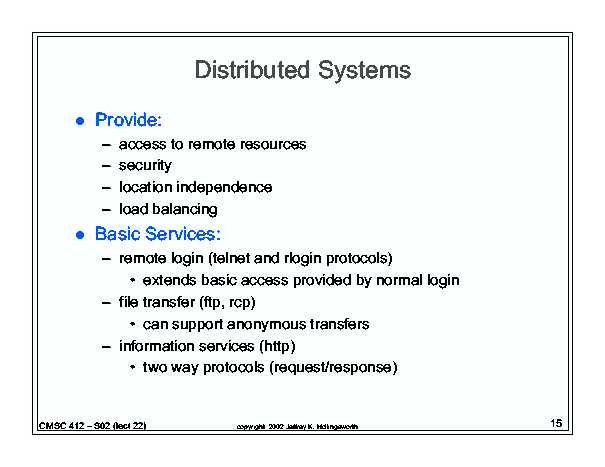 Distributed Systems
● Provide:
– access to remote resources
– security
– location independence
– load balancing
● Basic Services:
– remote login (telnet and rlogin protocols)
• extends basic access provided by normal login
– file transfer (ftp, rcp)
• can support anonymous transfers
– information services (http)
• two way protocols (request/response)
CMSC 412 – S02 (lect 22)
copyright 2002 Jeffrey K. Hollingsworth
15